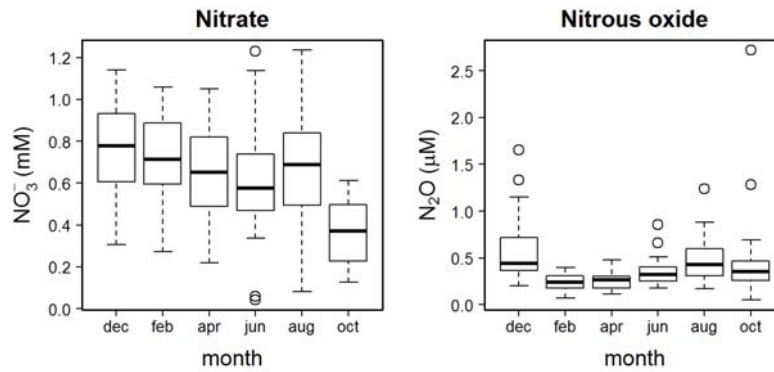 Nitrate
1.2
1.0
0.8
0.6
0.4
0.2
0.0
NO₃⁻ (mM)
dec feb apr jun aug oct
month
Nitrous oxide
2.5
2.0
1.5
1.0
0.5
0.0
N₂O (μM)
dec feb apr jun aug oct
month